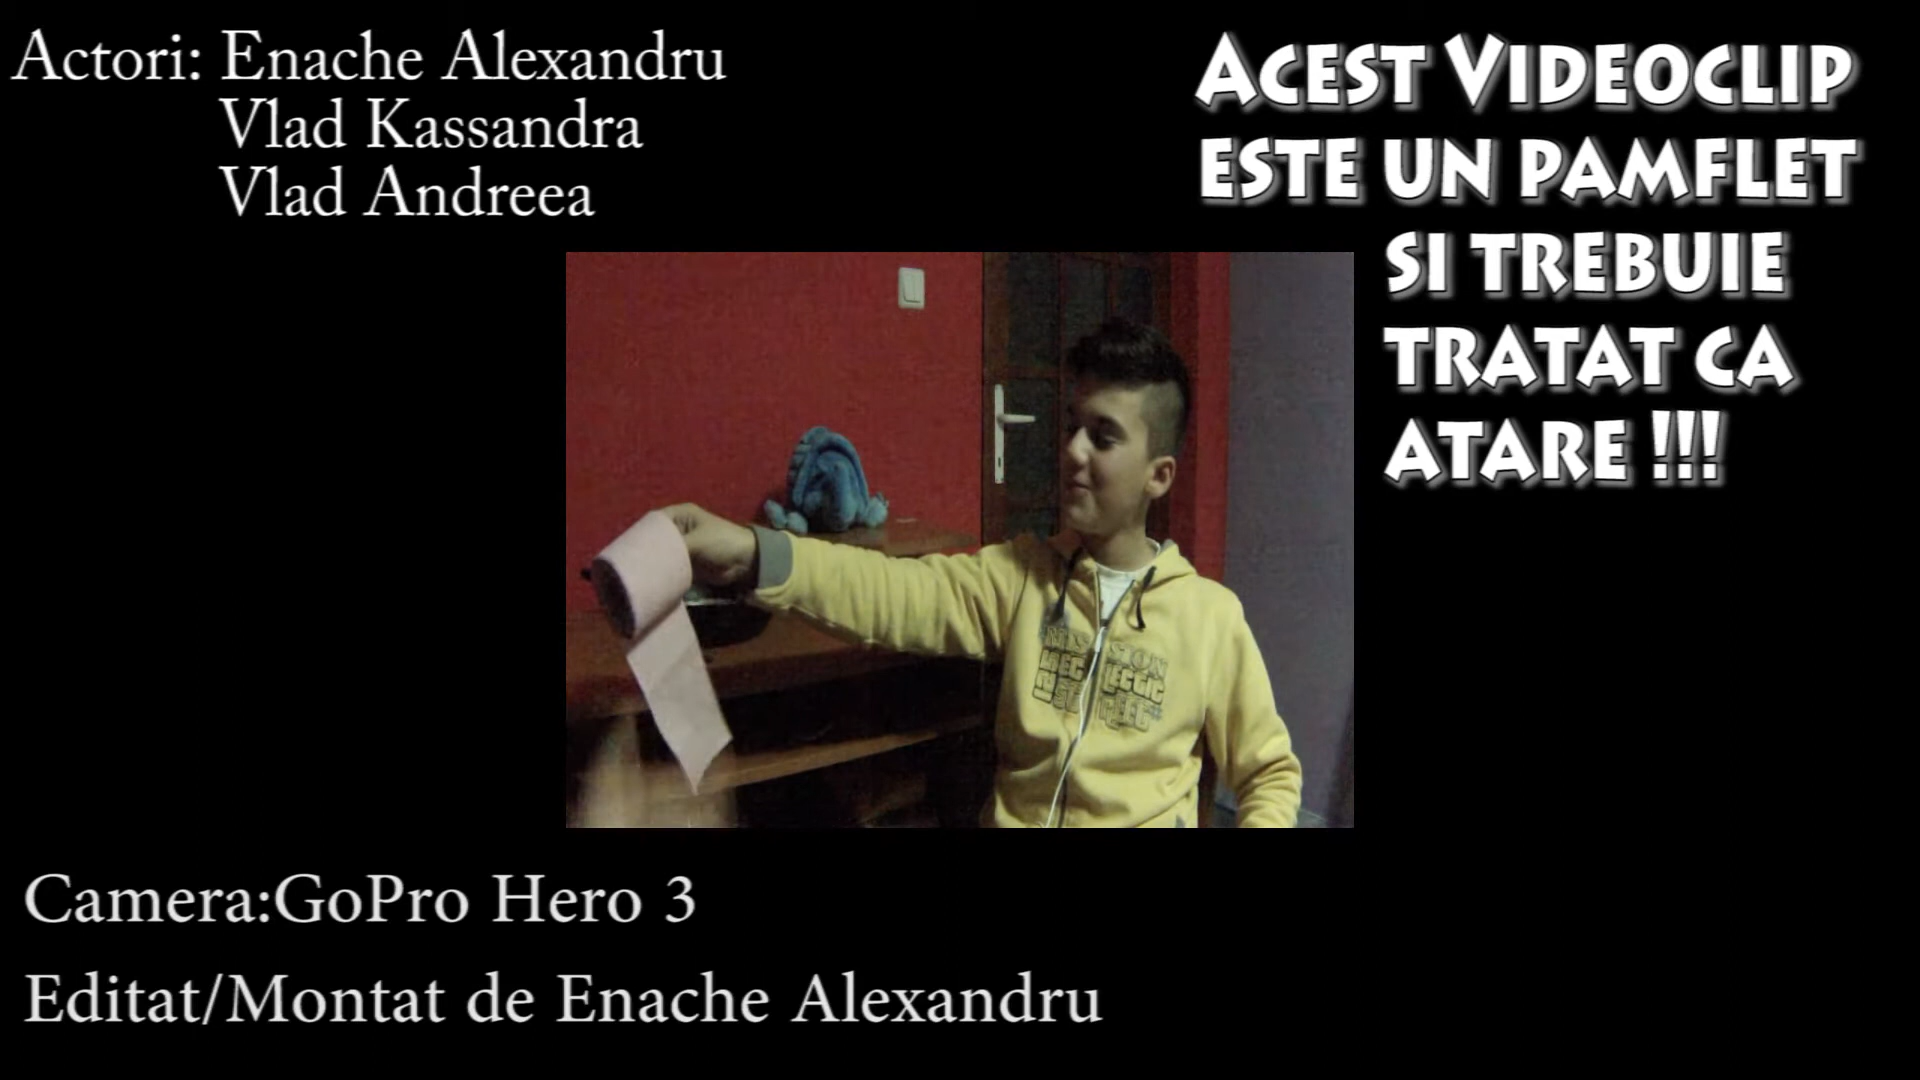 Actori: Enache Alexandru
Vlad Kassandra
Vlad Andreea
ACEST VIDEOCLIP
ESTE UN PAMFLET
SI TREBUIE
TRATAT CA
ATARE !!!
Camera:GoPro Hero 3
Editat/Montat de Enache Alexandru